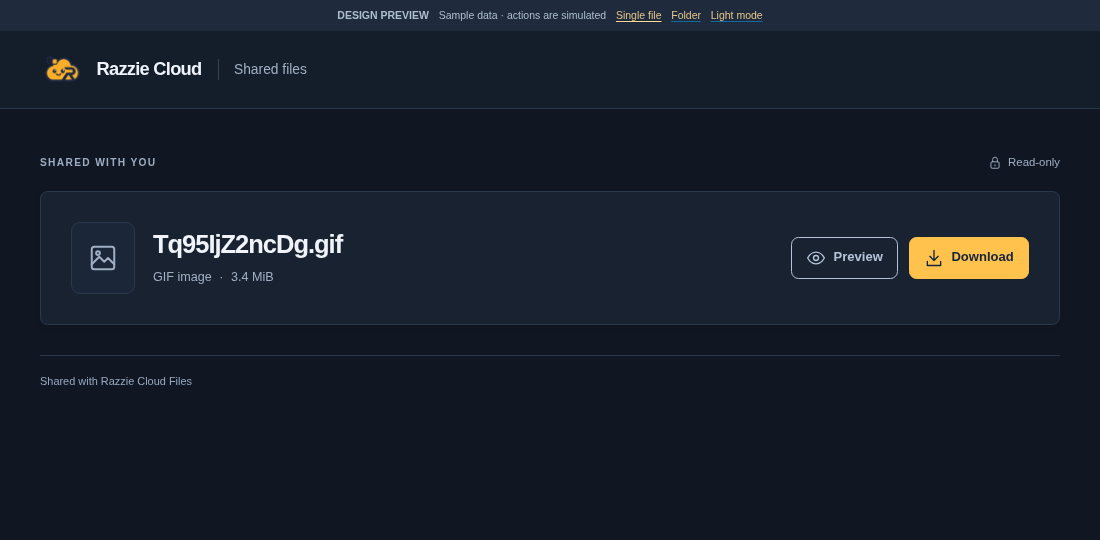 DESIGN PREVIEW Sample data · actions are simulated Single file Folder Light mode
Razzie Cloud Shared files
SHARED WITH YOU Read-only
Tq95IjZ2ncDg.gif
GIF image · 3.4 MiB
Preview Download
Shared with Razzie Cloud Files